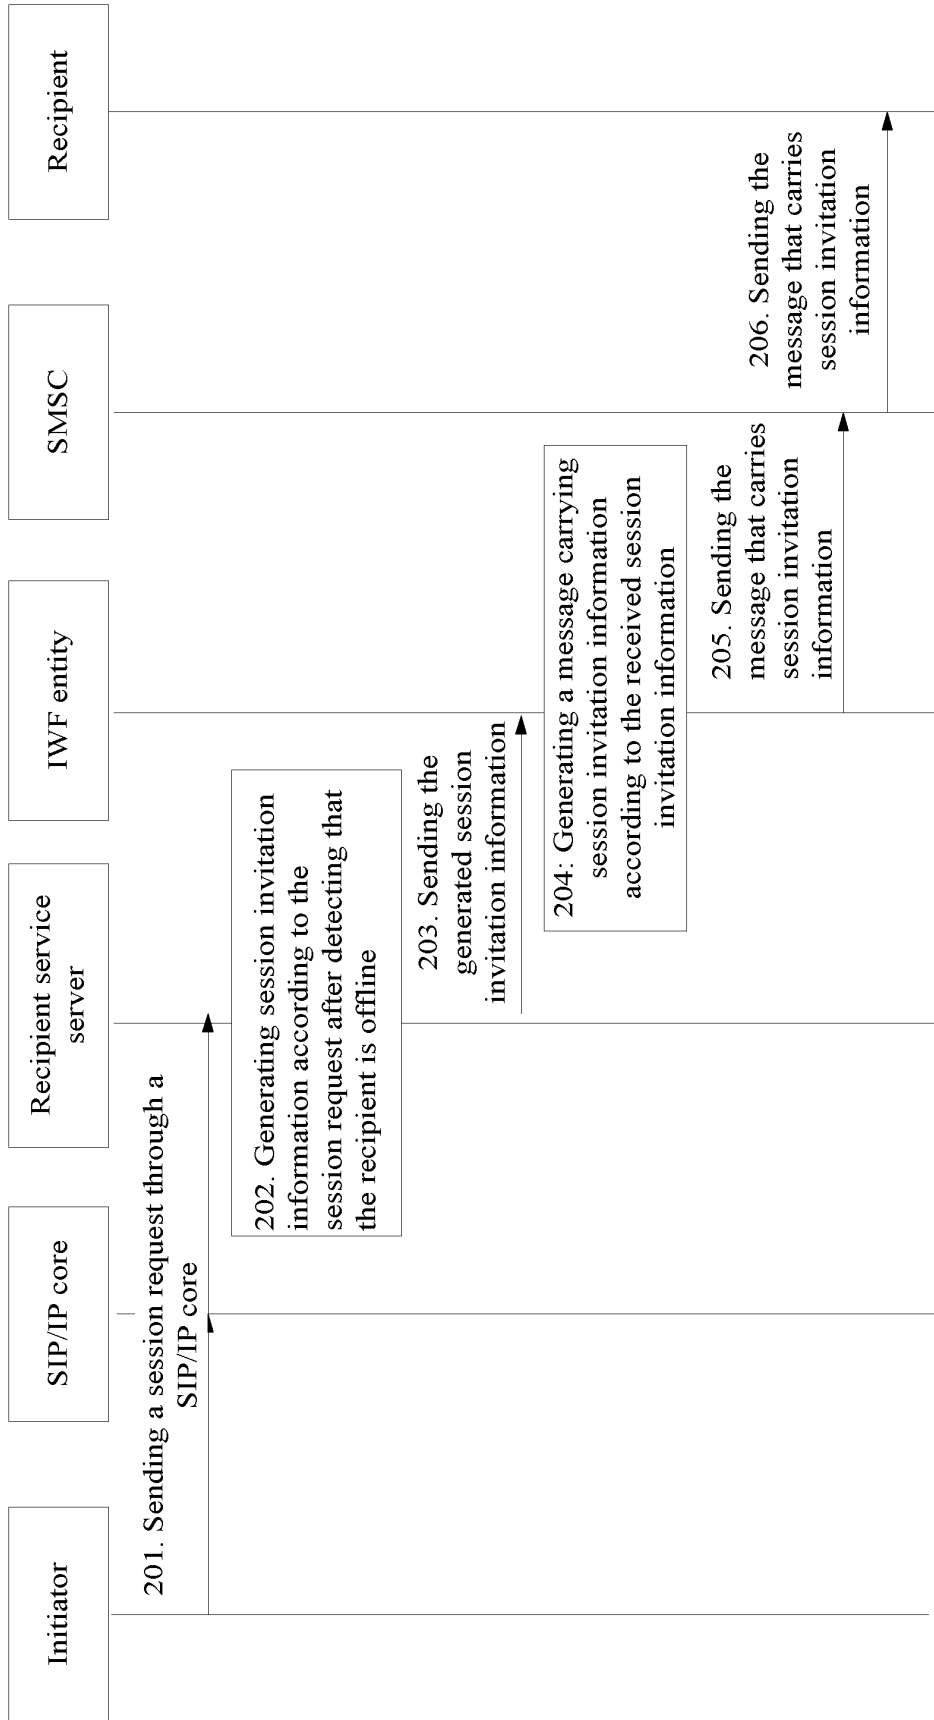 Initiator
SIP/IP core
Recipient service
server
IWF entity
SMSC
Recipient
201. Sending a session request through a
SIP/IP core
202. Generating session invitation
information according to the
session request after detecting that
the recipient is offline
203. Sending the
generated session
invitation information
204: Generating a message carrying
session invitation information
according to the received session
invitation information
205. Sending the
message that carries
session invitation
information
206. Sending the
message that carries
session invitation
information